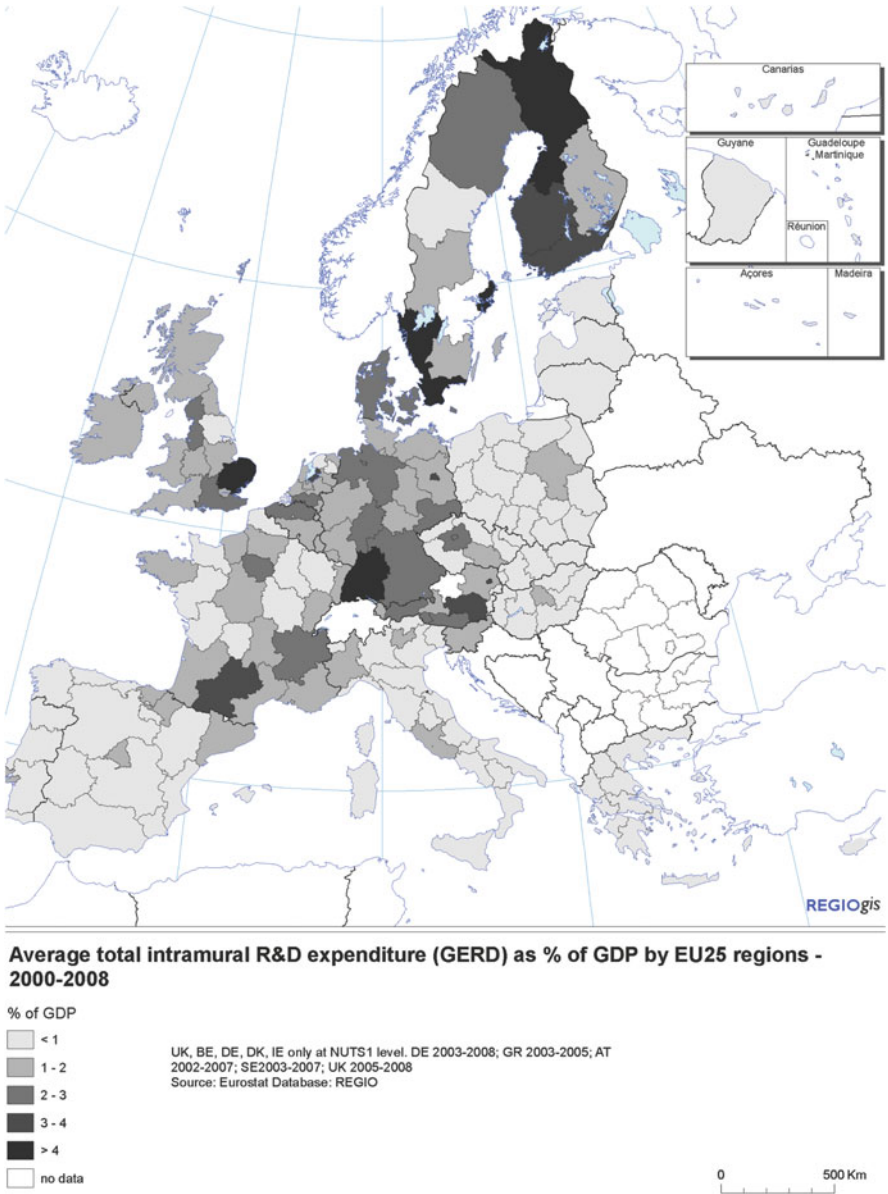 Canarias
Guyane
Guadeloupe
Martinique
Réunion
Açores
Madeira
REGIOgis
Average total intramural R&D expenditure (GERD) as % of GDP by EU25 regions -
2000-2008
% of GDP
< 1
1 - 2
2 - 3
3 - 4
> 4
no data
UK, BE, DE, DK, IE only at NUTS1 level. DE 2003-2008; GR 2003-2005; AT
2002-2007; SE2003-2007; UK 2005-2008
Source: Eurostat Database: REGIO
0 500 Km